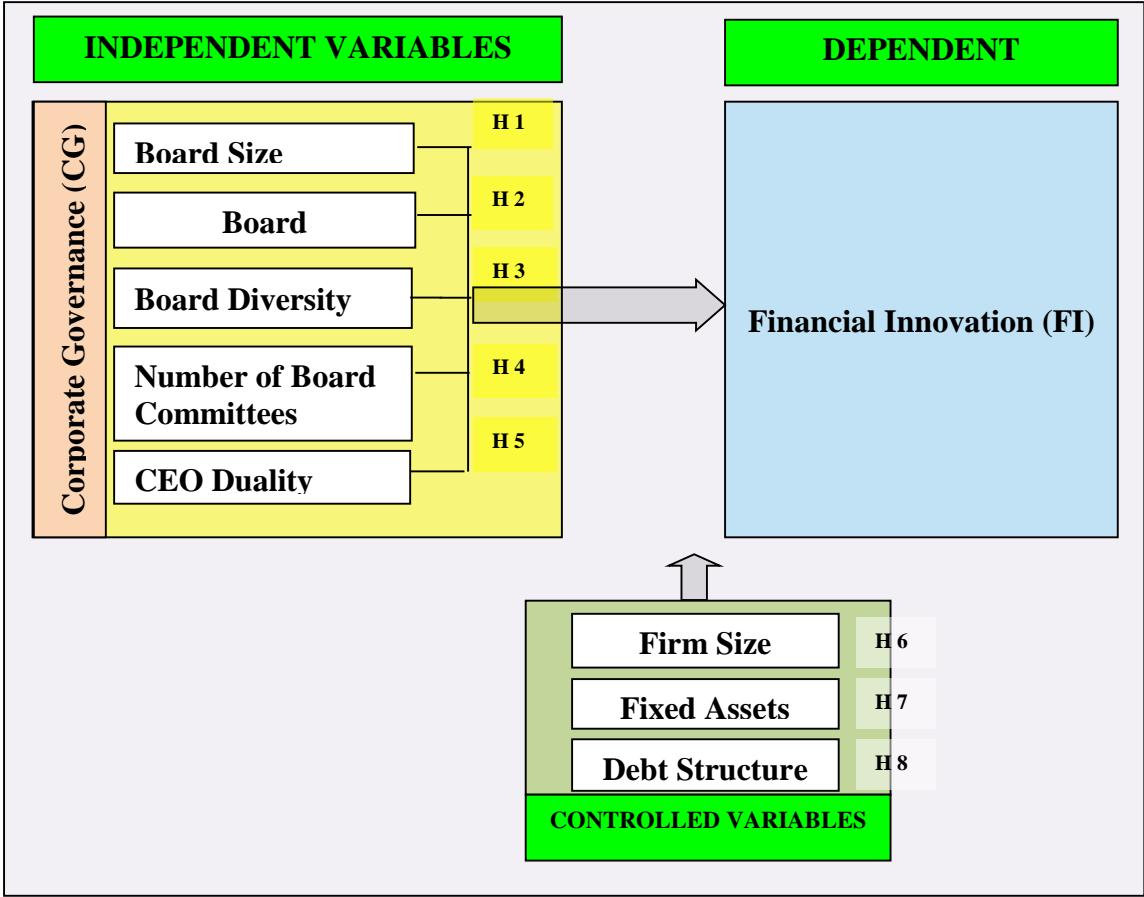 INDEPENDENT VARIABLES
DEPENDENT
Corporate Governance (CG)
Board Size
H 1
Board
H 2
Board Diversity
H 3
Number of Board
Committees
H 4
CEO Duality
H 5
Financial Innovation (FI)
Firm Size
H 6
Fixed Assets
H 7
Debt Structure
H 8
CONTROLLED VARIABLES